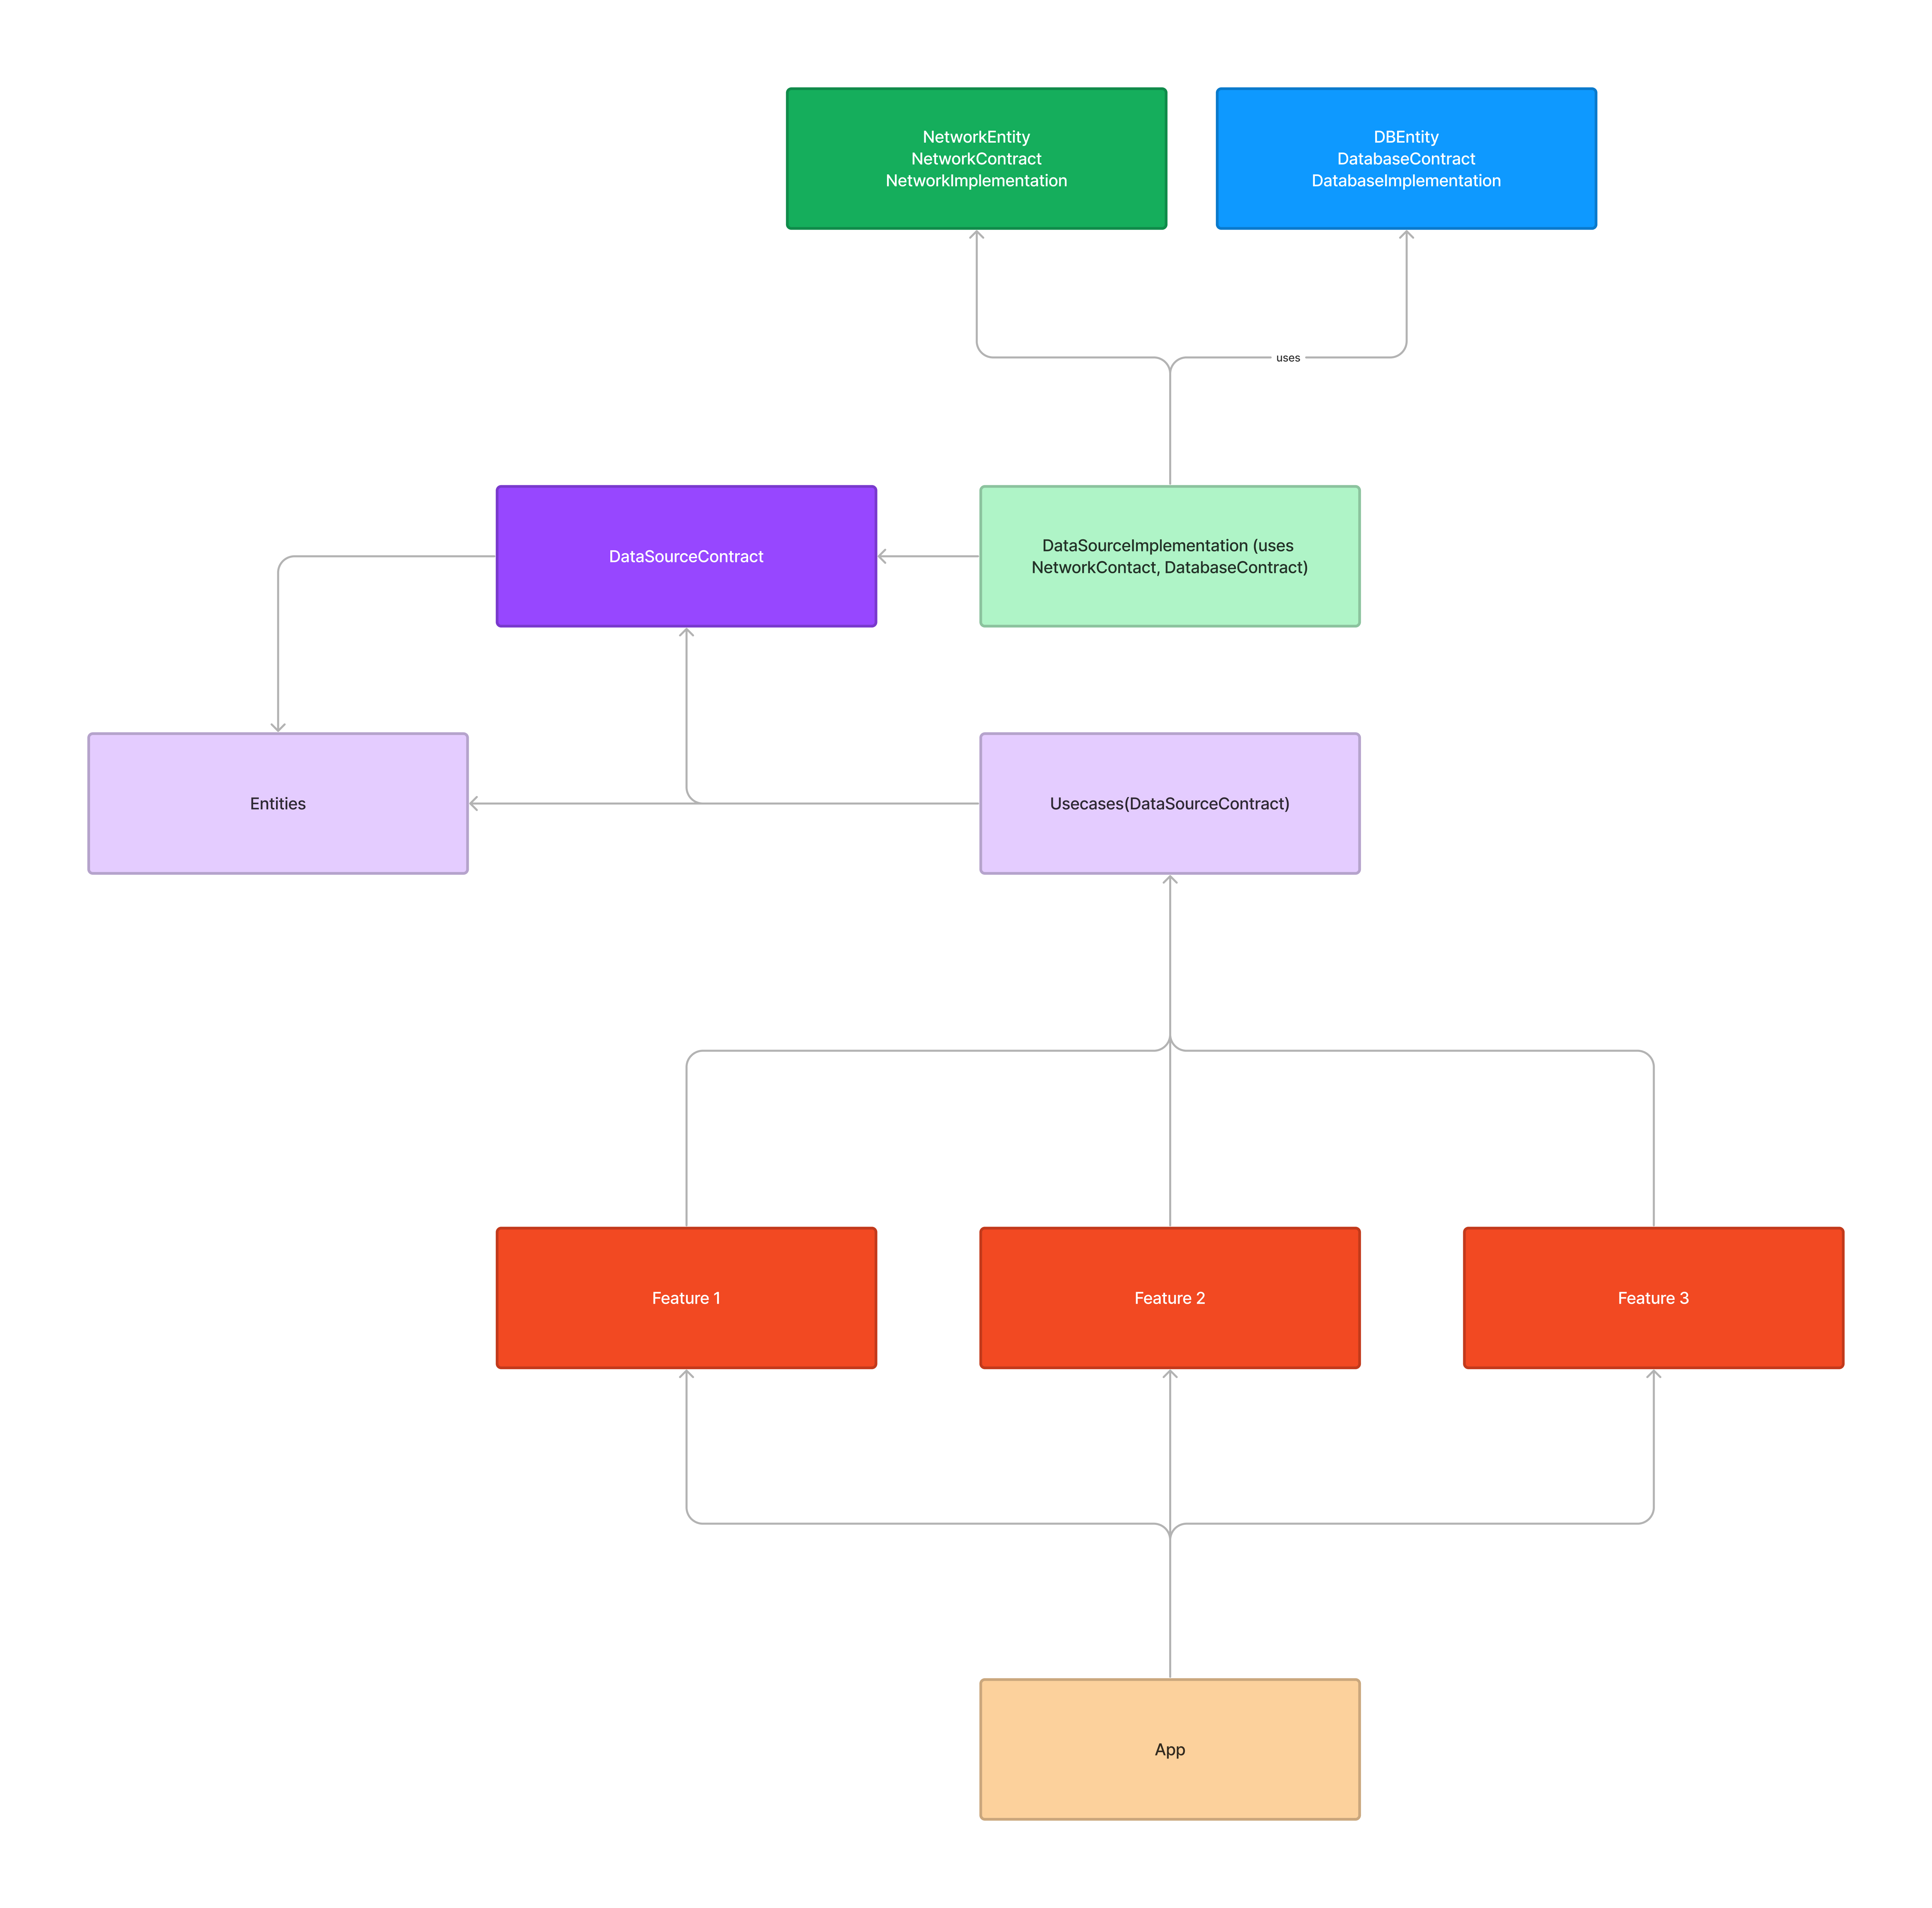 NetworkEntity
NetworkContract
NetworkImplementation
DBEntity
DatabaseContract
DatabaseImplementation
uses
DataSourceContract
DataSourceImplementation (uses
NetworkContact, DatabaseContract)
Entities
Usecases(DataSourceContract)
Feature 1
Feature 2
Feature 3
App